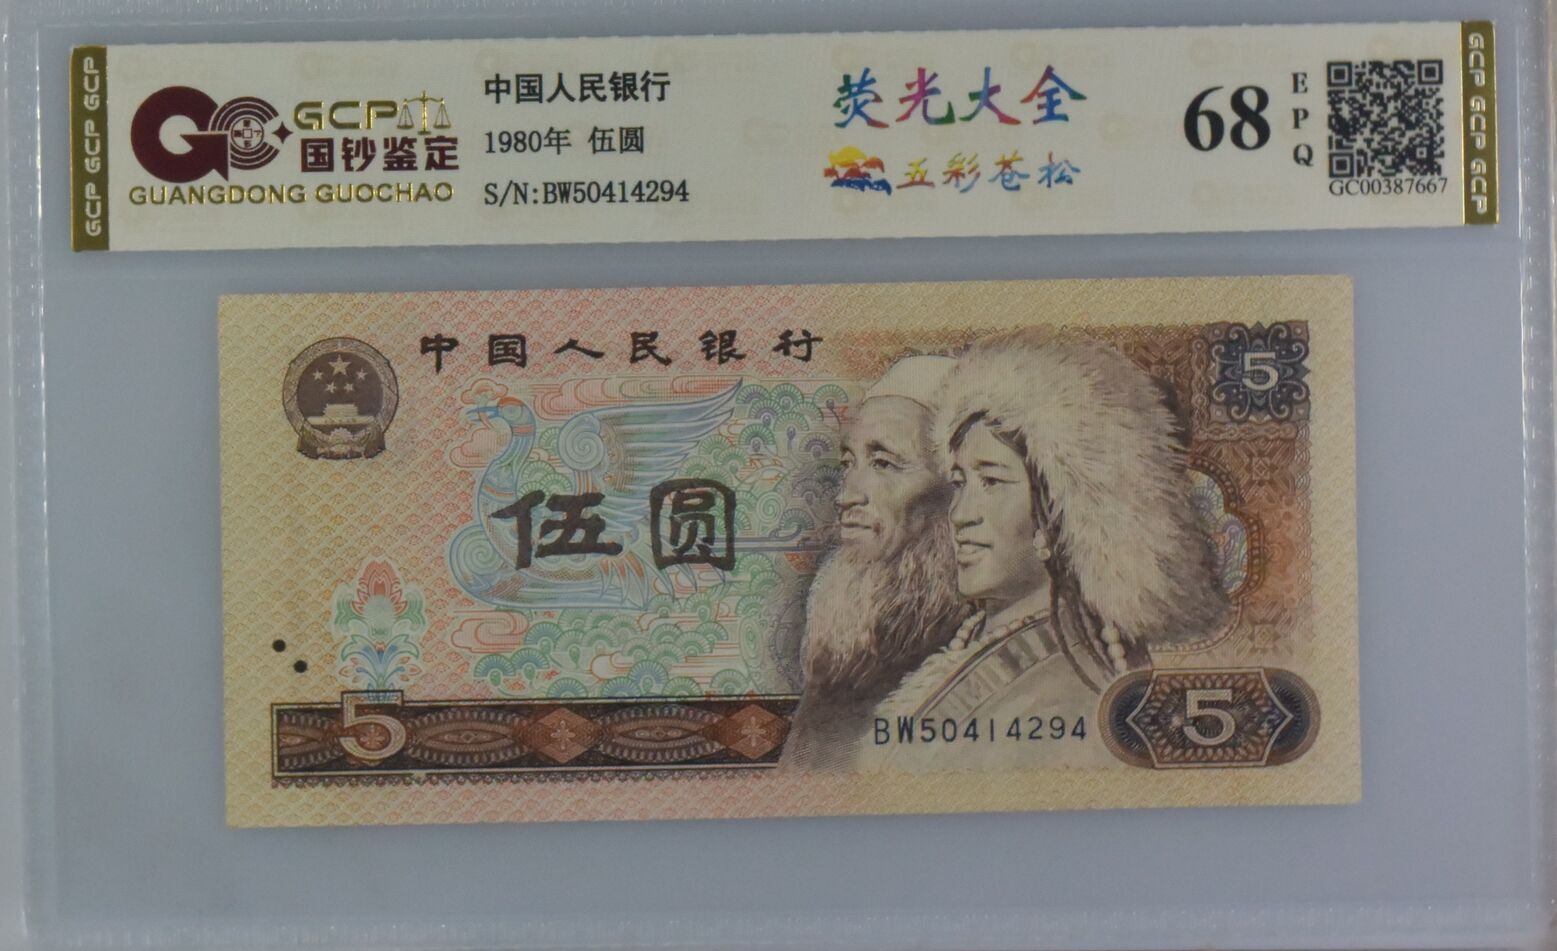 GCP GCP GCP
GCP
国钞鉴定
GUANGDONG GUOCHAO
中国人民银行
1980年 伍圆
S/N:BW50414294
荧光大全
五彩苍松
68
EPQ
GC00387667
GCP GCP GCP
中国人民银行
5
伍圆
5
BW50414294
5